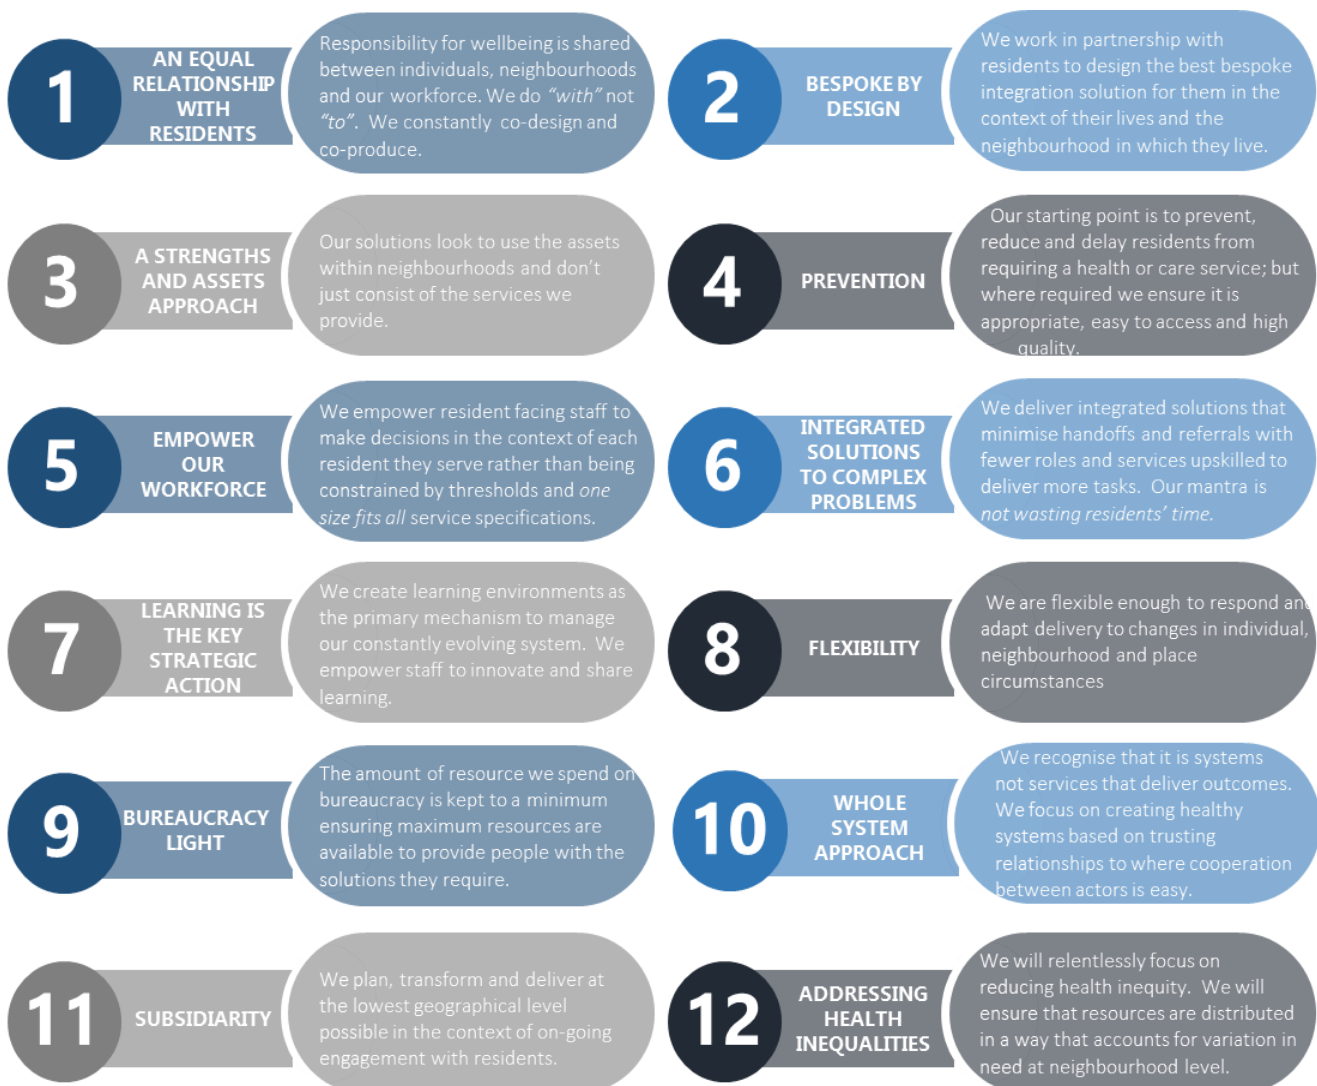 1
AN EQUAL
RELATIONSHIP
WITH
RESIDENTS
Responsibility for wellbeing is shared
between individuals, neighbourhoods
and our workforce. We do “with” not
“to”. We constantly co-design and
co-produce.
2
BESPOKE BY
DESIGN
We work in partnership with
residents to design the best bespoke
integration solution for them in the
context of their lives and the
neighbourhood in which they live.
3
A STRENGTHS
AND ASSETS
APPROACH
Our solutions look to use the assets
within neighbourhoods and don’t
just consist of the services we
provide.
4
PREVENTION
Our starting point is to prevent,
reduce and delay residents from
requiring a health or care service; but
where required we ensure it is
appropriate, easy to access and high
quality.
5
EMPOWER
OUR
WORKFORCE
We empower resident facing staff to
make decisions in the context of each
resident they serve rather than being
constrained by thresholds and one
size fits all service specifications.
6
INTEGRATED
SOLUTIONS
TO COMPLEX
PROBLEMS
We deliver integrated solutions that
minimise handoffs and referrals with
fewer roles and services upskilled to
deliver more tasks. Our mantra is
not wasting residents’ time.
7
LEARNING IS
THE KEY
STRATEGIC
ACTION
We create learning environments as
the primary mechanism to manage
our constantly evolving system. We
empower staff to innovate and share
learning.
8
FLEXIBILITY
We are flexible enough to respond and
adapt delivery to changes in individual,
neighbourhood and place
circumstances
9
BUREAUCRACY
LIGHT
The amount of resource we spend on
bureaucracy is kept to a minimum
ensuring maximum resources are
available to provide people with the
solutions they require.
10
WHOLE
SYSTEM
APPROACH
We recognise that it is systems
not services that deliver outcomes.
We focus on creating healthy
systems based on trusting
relationships to where cooperation
between actors is easy.
11
SUBSIDIARITY
We plan, transform and deliver at
the lowest geographical level
possible in the context of on-going
engagement with residents.
12
ADDRESSING
HEALTH
INEQUALITIES
We will relentlessly focus on
reducing health inequity. We will
ensure that resources are distributed
in a way that accounts for variation in
need at neighbourhood level.